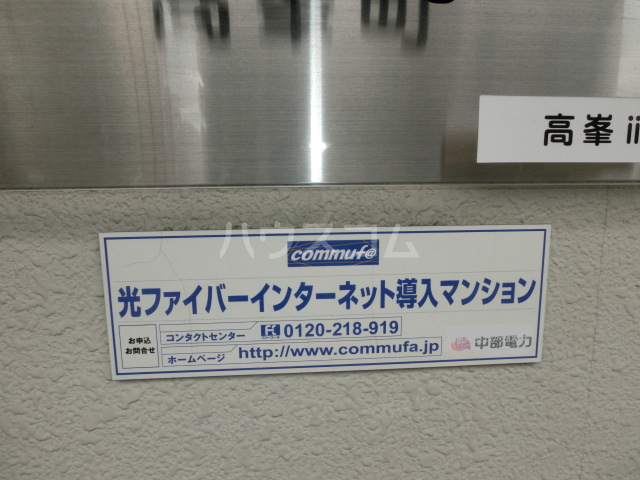 高峯 ii
ハウスコム
commuf@
光ファイバーインターネット導入マンション
お申込
お問合せ
コンタクトセンター 0120-218-919
ホームページ http://www.commufa.jp
中部電力